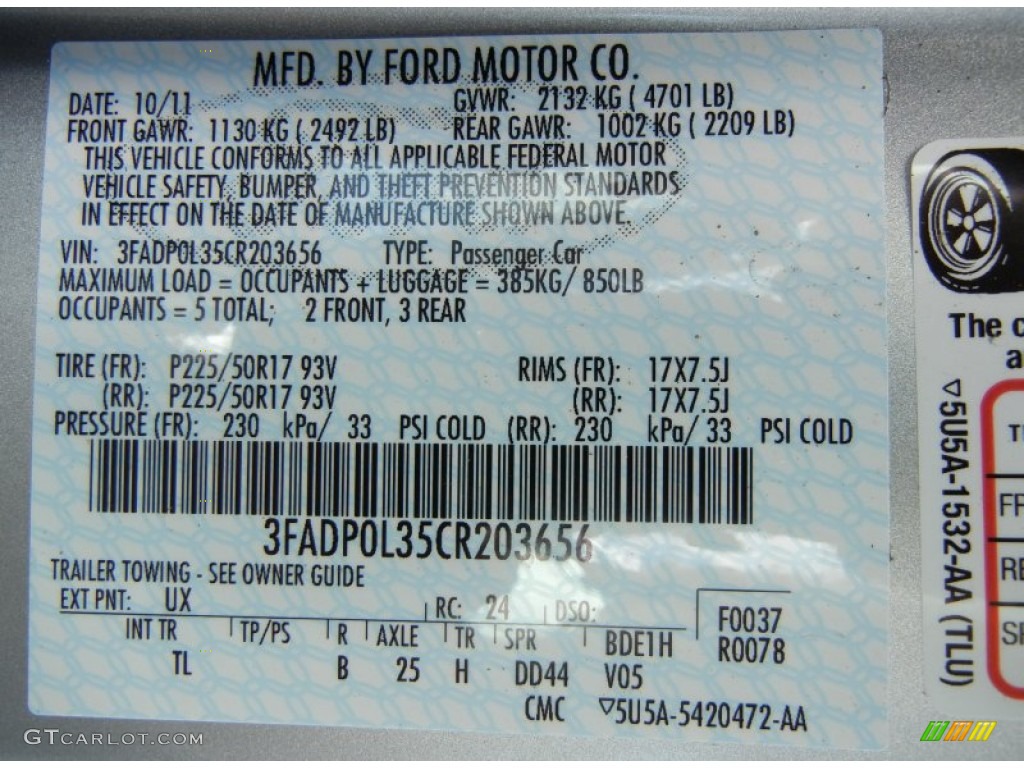 MFD. BY FORD MOTOR CO.
DATE: 10/11 GVWR: 2132 KG ( 4701 LB)
FRONT GAWR: 1130 KG ( 2492 LB) REAR GAWR: 1002 KG ( 2209 LB)
THIS VEHICLE CONFORMS TO ALL APPLICABLE FEDERAL MOTOR
VEHICLE SAFETY, BUMPER, AND THEFT PREVENTION STANDARDS
IN EFFECT ON THE DATE OF MANUFACTURE SHOWN ABOVE.
VIN: 3FADP0L35CR203656 TYPE: Passenger Car
MAXIMUM LOAD = OCCUPANTS + LUGGAGE = 385KG/ 850LB
OCCUPANTS = 5 TOTAL; 2 FRONT, 3 REAR
TIRE (FR): P225/50R17 93V RIMS (FR): 17X7.5J
(RR): P225/50R17 93V (RR): 17X7.5J
PRESSURE (FR): 230 kPa/ 33 PSI COLD (RR): 230 kPa/ 33 PSI COLD
3FADP0L35CR203656
TRAILER TOWING - SEE OWNER GUIDE
EXT PNT: UX RC: 24 DSO: F0037
INT TR TP/PS R AXLE TR SPR BDE1H R0078
TL B 25 H DD44 V05
CMC ▽5U5A-5420472-AA
The c
a
▽5U5A-1532-AA (TLU)
FR
RE
GTCARLOT.COM